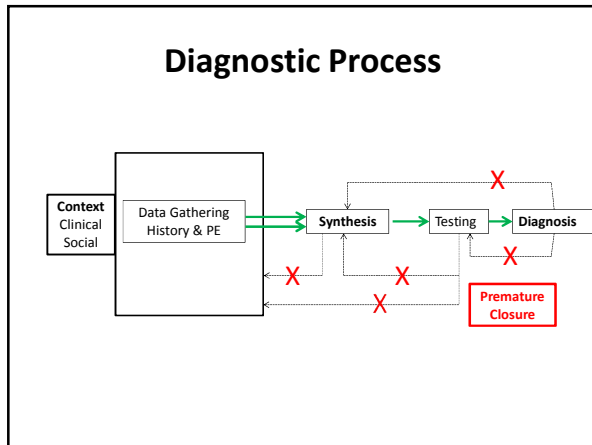 Diagnostic Process
Context
Clinical
Social
Data Gathering
History & PE
Synthesis
Testing
Diagnosis
X
X
X
X
X
Premature
Closure